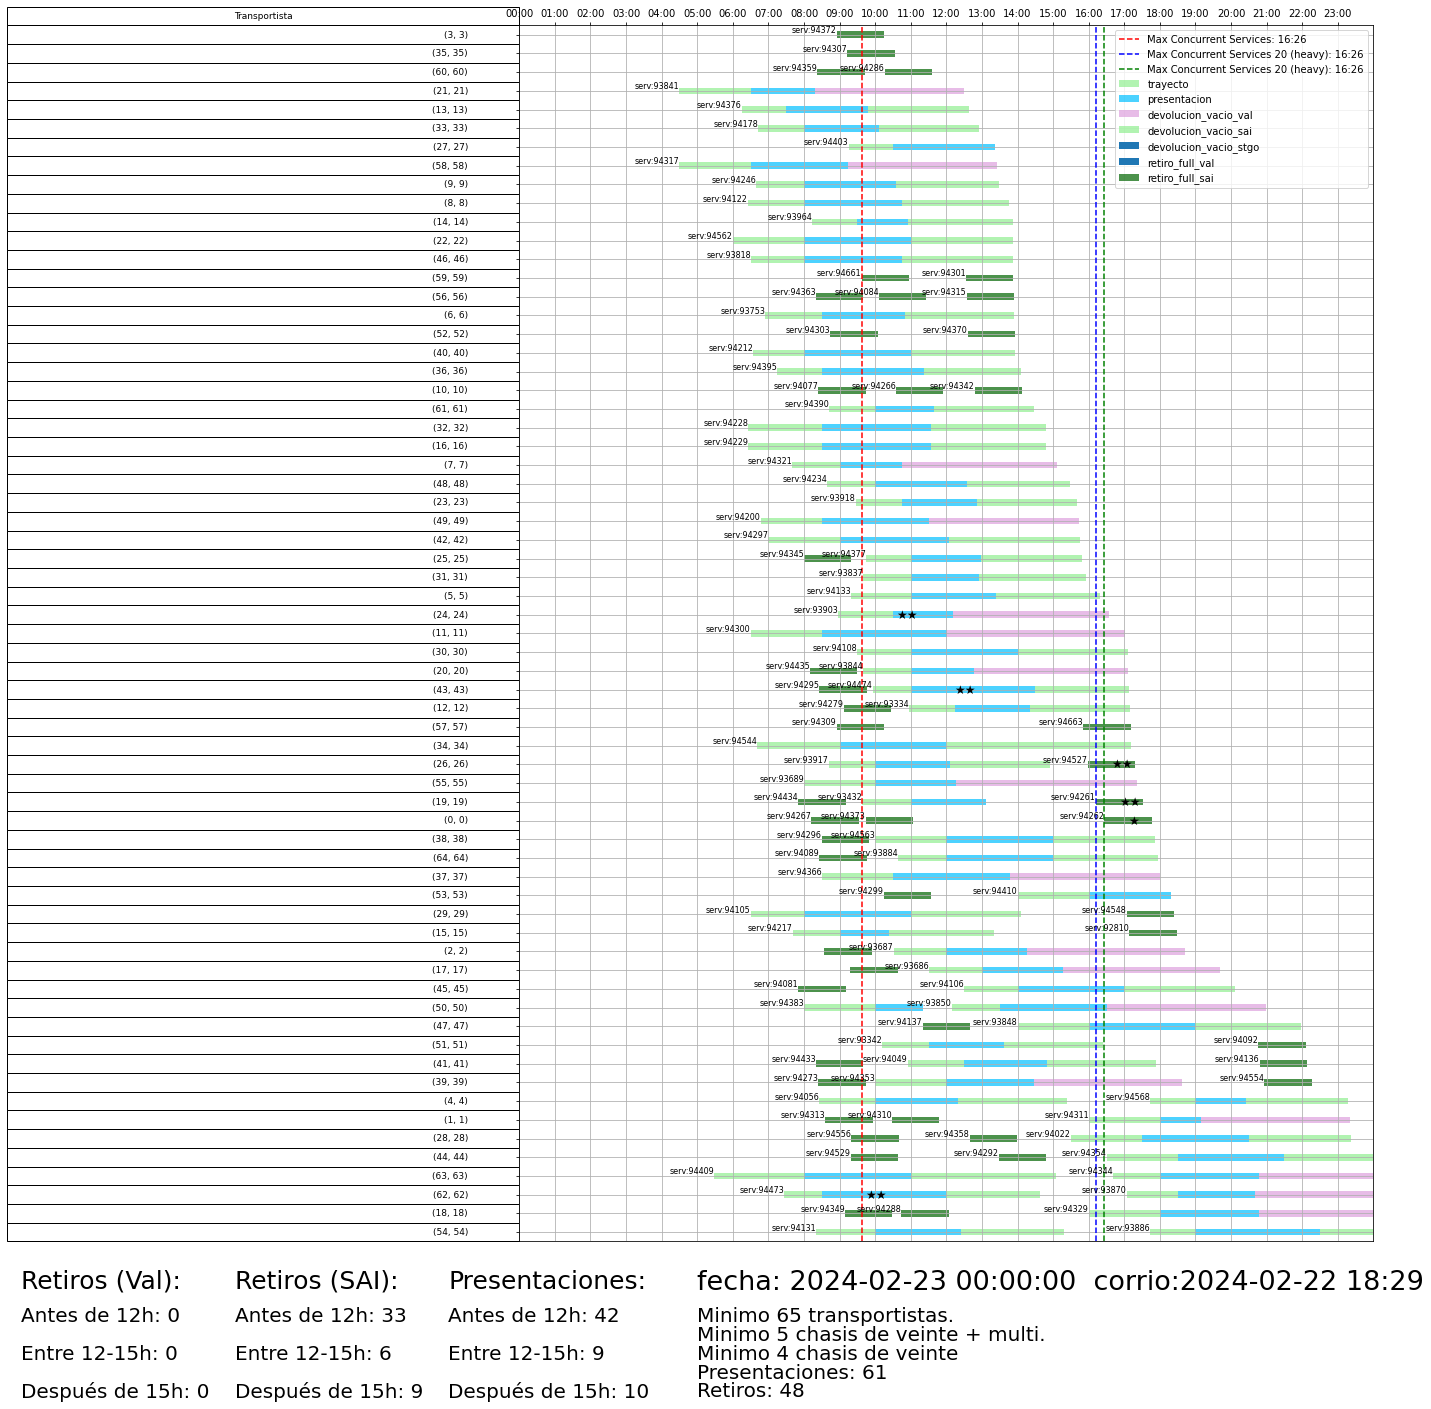 Transportista
00:00 01:00 02:00 03:00 04:00 05:00 06:00 07:00 08:00 09:00 10:00 11:00 12:00 13:00 14:00 15:00 16:00 17:00 18:00 19:00 20:00 21:00 22:00 23:00
Max Concurrent Services: 16:26
Max Concurrent Services 20 (heavy): 16:26
Max Concurrent Services 20 (heavy): 16:26
trayecto
presentacion
devolucion_vacio_val
devolucion_vacio_sai
devolucion_vacio_stgo
retiro_full_val
retiro_full_sai
(3, 3) serv:94372
(35, 35) serv:94307
(60, 60) serv:94359 serv:94286
(21, 21) serv:93841
(13, 13) serv:94376
(33, 33) serv:94178
(27, 27) serv:94403
(58, 58) serv:94317
(9, 9) serv:94246
(8, 8) serv:94122
(14, 14) serv:93964
(22, 22) serv:94562
(46, 46) serv:93818
(59, 59) serv:94661 serv:94301
(56, 56) serv:94363 serv:94084 serv:94315
(6, 6) serv:93753
(52, 52) serv:94303 serv:94370
(40, 40) serv:94212
(36, 36) serv:94395
(10, 10) serv:94077 serv:94266 serv:94342
(61, 61) serv:94390
(32, 32) serv:94228
(16, 16) serv:94229
(7, 7) serv:94321
(48, 48) serv:94234
(23, 23) serv:93918
(49, 49) serv:94200
(42, 42) serv:94297
(25, 25) serv:94345 serv:94377
(31, 31) serv:93837
(5, 5) serv:94133
(24, 24) serv:93903
(11, 11) serv:94300
(30, 30) serv:94108
(20, 20) serv:94435 serv:93844
(43, 43) serv:94295 serv:94474
(12, 12) serv:94279 serv:93334
(57, 57) serv:94309 serv:94663
(34, 34) serv:94544
(26, 26) serv:93917 serv:94527
(55, 55) serv:93689
(19, 19) serv:94434 serv:93432 serv:94261
(0, 0) serv:94267 serv:94373 serv:94262
(38, 38) serv:94296 serv:94563
(64, 64) serv:94089 serv:93884
(37, 37) serv:94366
(53, 53) serv:94299 serv:94410
(29, 29) serv:94105 serv:94548
(15, 15) serv:94217 serv:92810
(2, 2) serv:93687
(17, 17) serv:93686
(45, 45) serv:94081 serv:94106
(50, 50) serv:94383 serv:93850
(47, 47) serv:94137 serv:93848
(51, 51) serv:93342 serv:94092
(41, 41) serv:94433 serv:94049 serv:94136
(39, 39) serv:94273 serv:94353 serv:94554
(4, 4) serv:94056 serv:94568
(1, 1) serv:94313 serv:94310 serv:94311
(28, 28) serv:94556 serv:94358 serv:94022
(44, 44) serv:94529 serv:94292 serv:94354
(63, 63) serv:94409 serv:94344
(62, 62) serv:94473 serv:93870
(18, 18) serv:94349 serv:94288 serv:94329
(54, 54) serv:94131 serv:93886
Retiros (Val):
Antes de 12h: 0
Entre 12-15h: 0
Después de 15h: 0
Retiros (SAI):
Antes de 12h: 33
Entre 12-15h: 6
Después de 15h: 9
Presentaciones:
Antes de 12h: 42
Entre 12-15h: 9
Después de 15h: 10
fecha: 2024-02-23 00:00:00 corrio:2024-02-22 18:29
Minimo 65 transportistas.
Minimo 5 chasis de veinte + multi.
Minimo 4 chasis de veinte
Presentaciones: 61
Retiros: 48